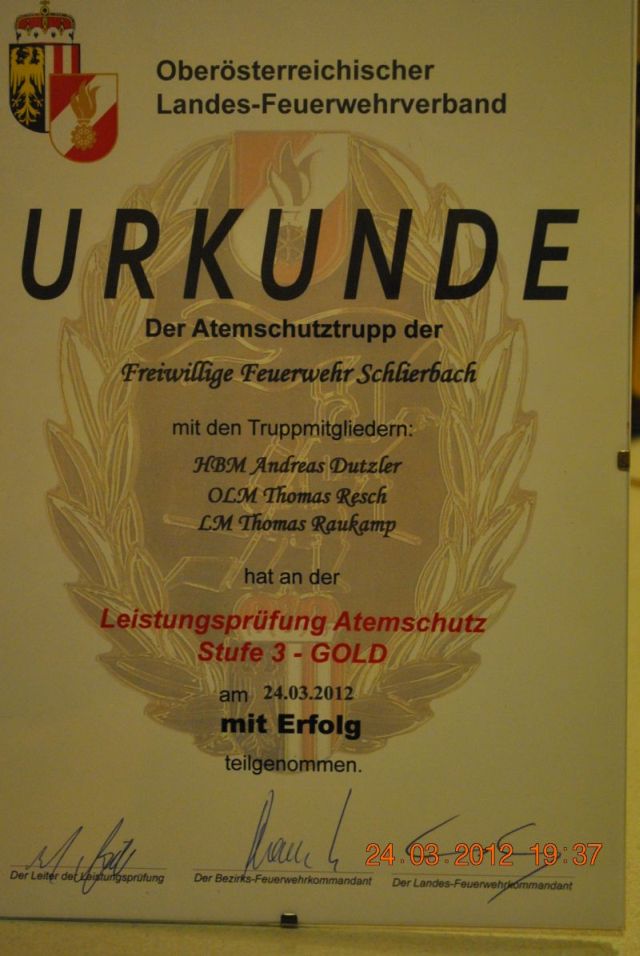 Oberösterreichischer
Landes-Feuerwehrverband
URKUNDE
Der Atemschutztrupp der
Freiwillige Feuerwehr Schlierbach
mit den Truppmitgliedern:
HBM Andreas Dutzler
OLM Thomas Resch
LM Thomas Raukamp
hat an der
Leistungsprüfung Atemschutz
Stufe 3 - GOLD
am 24.03.2012
mit Erfolg
teilgenommen.
24.03.2012 19:37
Der Leiter der Leistungsprüfung
Der Bezirks-Feuerwehrkommandant
Der Landes-Feuerwehrkommandant